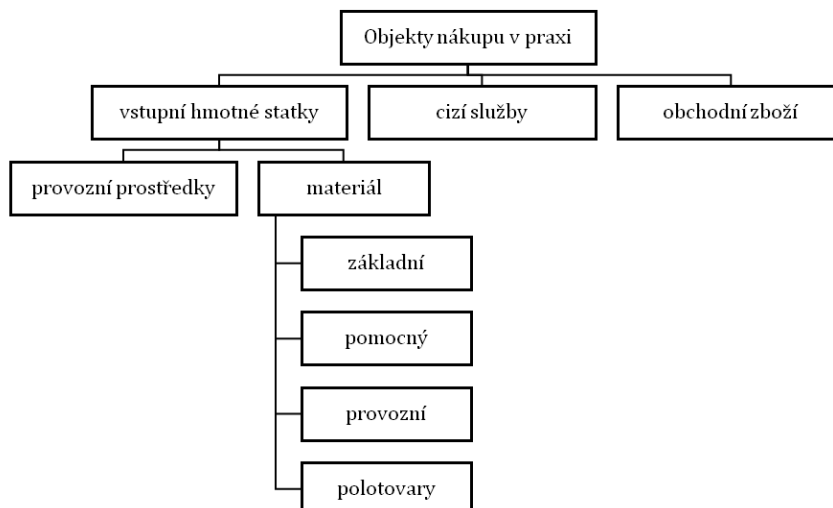 Objekty nákupu v praxi
vstupní hmotné statky
cizí služby
obchodní zboží
provozní prostředky
materiál
základní
pomocný
provozní
polotovary